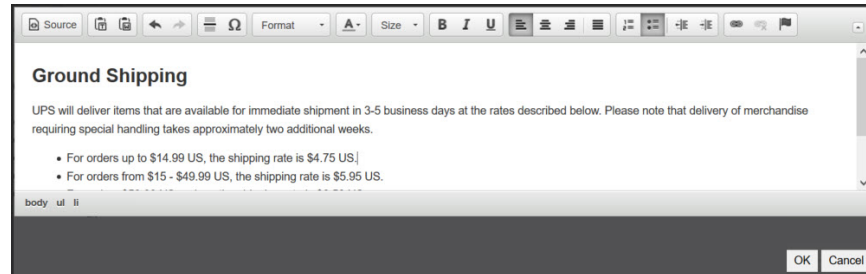 Source Format A Size B I U
Ground Shipping
UPS will deliver items that are available for immediate shipment in 3-5 business days at the rates described below. Please note that delivery of merchandise
requiring special handling takes approximately two additional weeks.
• For orders up to $14.99 US, the shipping rate is $4.75 US.
• For orders from $15 - $49.99 US, the shipping rate is $5.95 US.
body ul li
OK Cancel